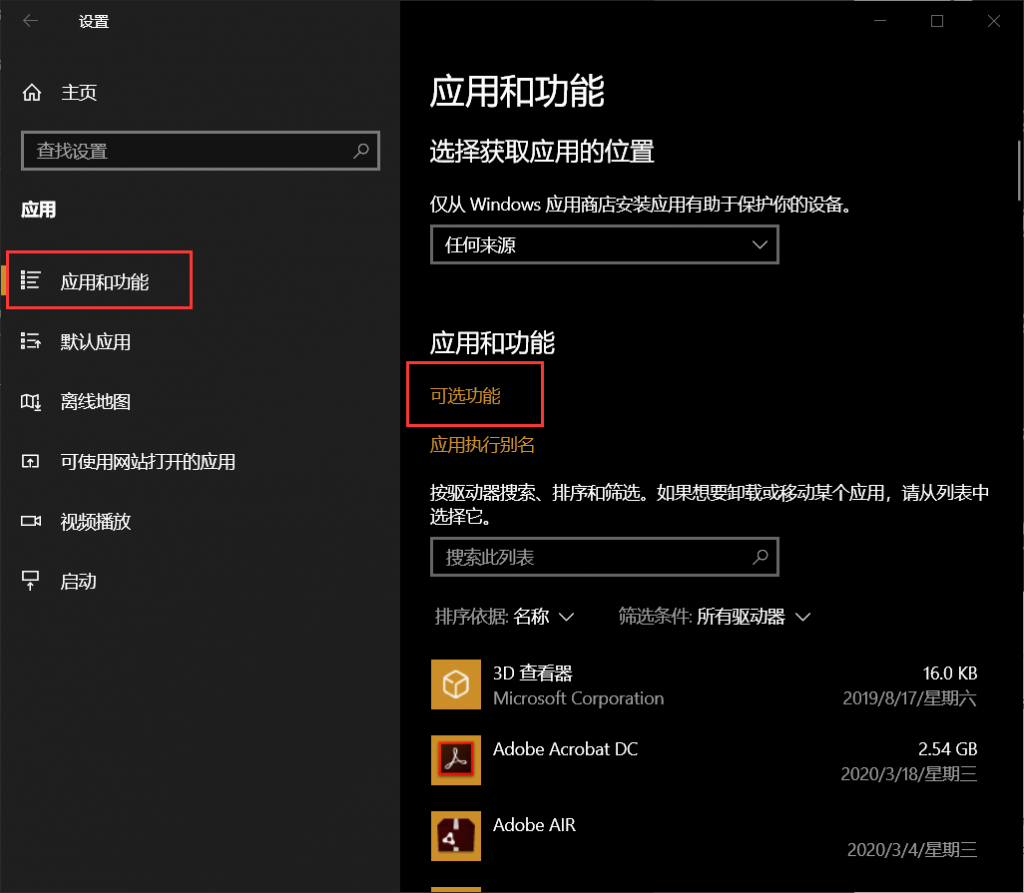 设置
主页
查找设置
应用
应用和功能
默认应用
离线地图
可使用网站打开的应用
视频播放
启动
应用和功能
选择获取应用的位置
仅从 Windows 应用商店安装应用有助于保护你的设备。
任何来源
应用和功能
可选功能
应用执行别名
按驱动器搜索、排序和筛选。如果想要卸载或移动某个应用，请从列表中
选择它。
搜索此列表
排序依据: 名称 筛选条件: 所有驱动器
3D 查看器 16.0 KB
Microsoft Corporation 2019/8/17/星期六
Adobe Acrobat DC 2.54 GB
2020/3/18/星期三
Adobe AIR
2020/3/4/星期三